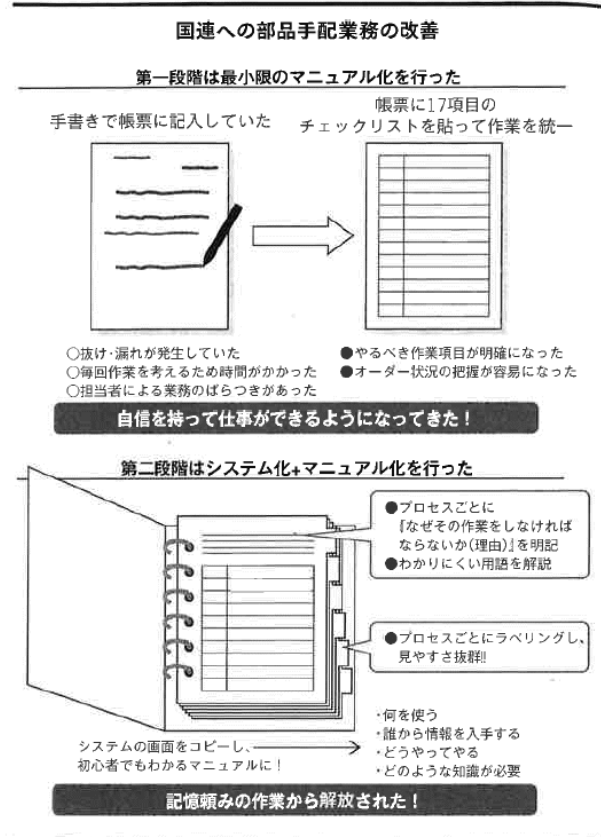 国連への部品手配業務の改善
第一段階は最小限のマニュアル化を行った
手書きで帳票に記入していた
帳票に17項目の
チェックリストを貼って作業を統一
○抜け・漏れが発生していた
○毎回作業を考えるため時間がかかった
○担当者による業務のばらつきがあった
●やるべき作業項目が明確になった
●オーダー状況の把握が容易になった
自信を持って仕事ができるようになってきた！
第二段階はシステム化+マニュアル化を行った
●プロセスごとに
『なぜその作業をしなければ
ならないか(理由)』を明記
●わかりにくい用語を解説
●プロセスごとにラベリングし、
見やすさ抜群!!
システムの画面をコピーし、
初心者でもわかるマニュアルに！
・何を使う
・誰から情報を入手する
・どうやってやる
・どのような知識が必要
記憶頼みの作業から解放された！